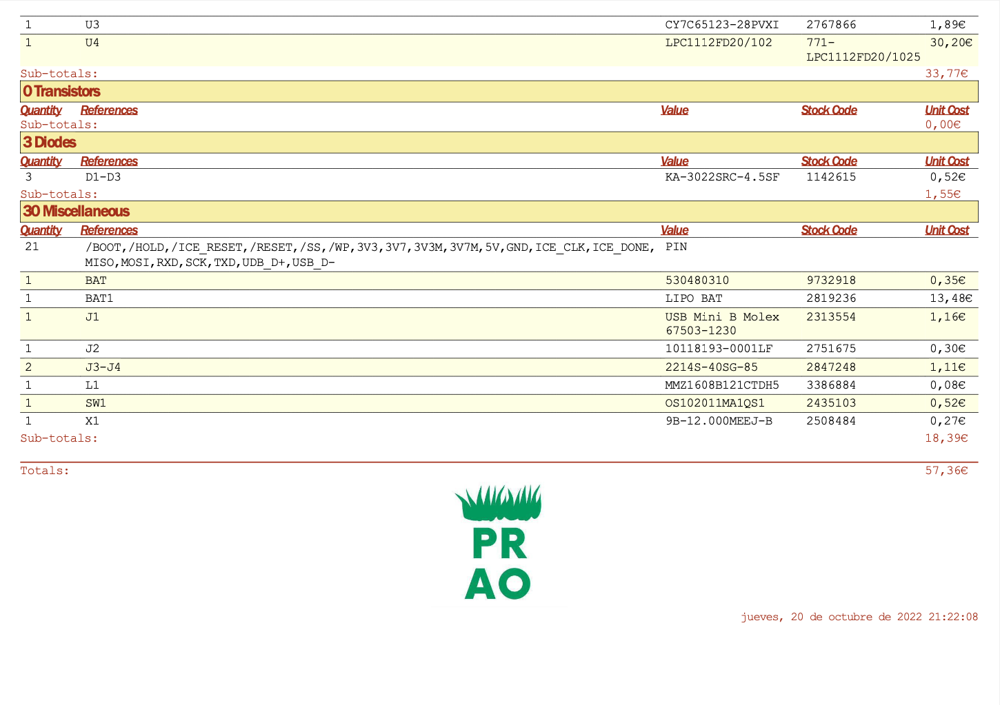 1 U3 CY7C65123-28PVXI 2767866 1,89€
1 U4 LPC1112FD20/102 771- 30,20€
LPC1112FD20/1025
Sub-totals: 33,77€
0 Transistors
Quantity References Value Stock Code Unit Cost
Sub-totals: 0,00€
3 Diodes
Quantity References Value Stock Code Unit Cost
3 D1-D3 KA-3022SRC-4.5SF 1142615 0,52€
Sub-totals: 1,55€
30 Miscellaneous
Quantity References Value Stock Code Unit Cost
21 /BOOT,/HOLD,/ICE_RESET,/RESET,/SS,/WP,3V3,3V7,3V3M,3V7M,5V,GND,ICE_CLK,ICE_DONE, PIN
MISO,MOSI,RXD,SCK,TXD,UDB_D+,USB_D-
1 BAT 530480310 9732918 0,35€
1 BAT1 LIPO BAT 2819236 13,48€
1 J1 USB Mini B Molex 2313554 1,16€
67503-1230
1 J2 10118193-0001LF 2751675 0,30€
2 J3-J4 2214S-40SG-85 2847248 1,11€
1 L1 MMZ1608B121CTDH5 3386884 0,08€
1 SW1 OS102011MA1QS1 2435103 0,52€
1 X1 9B-12.000MEEJ-B 2508484 0,27€
Sub-totals: 18,39€
Totals: 57,36€
PR
AO
jueves, 20 de octubre de 2022 21:22:08